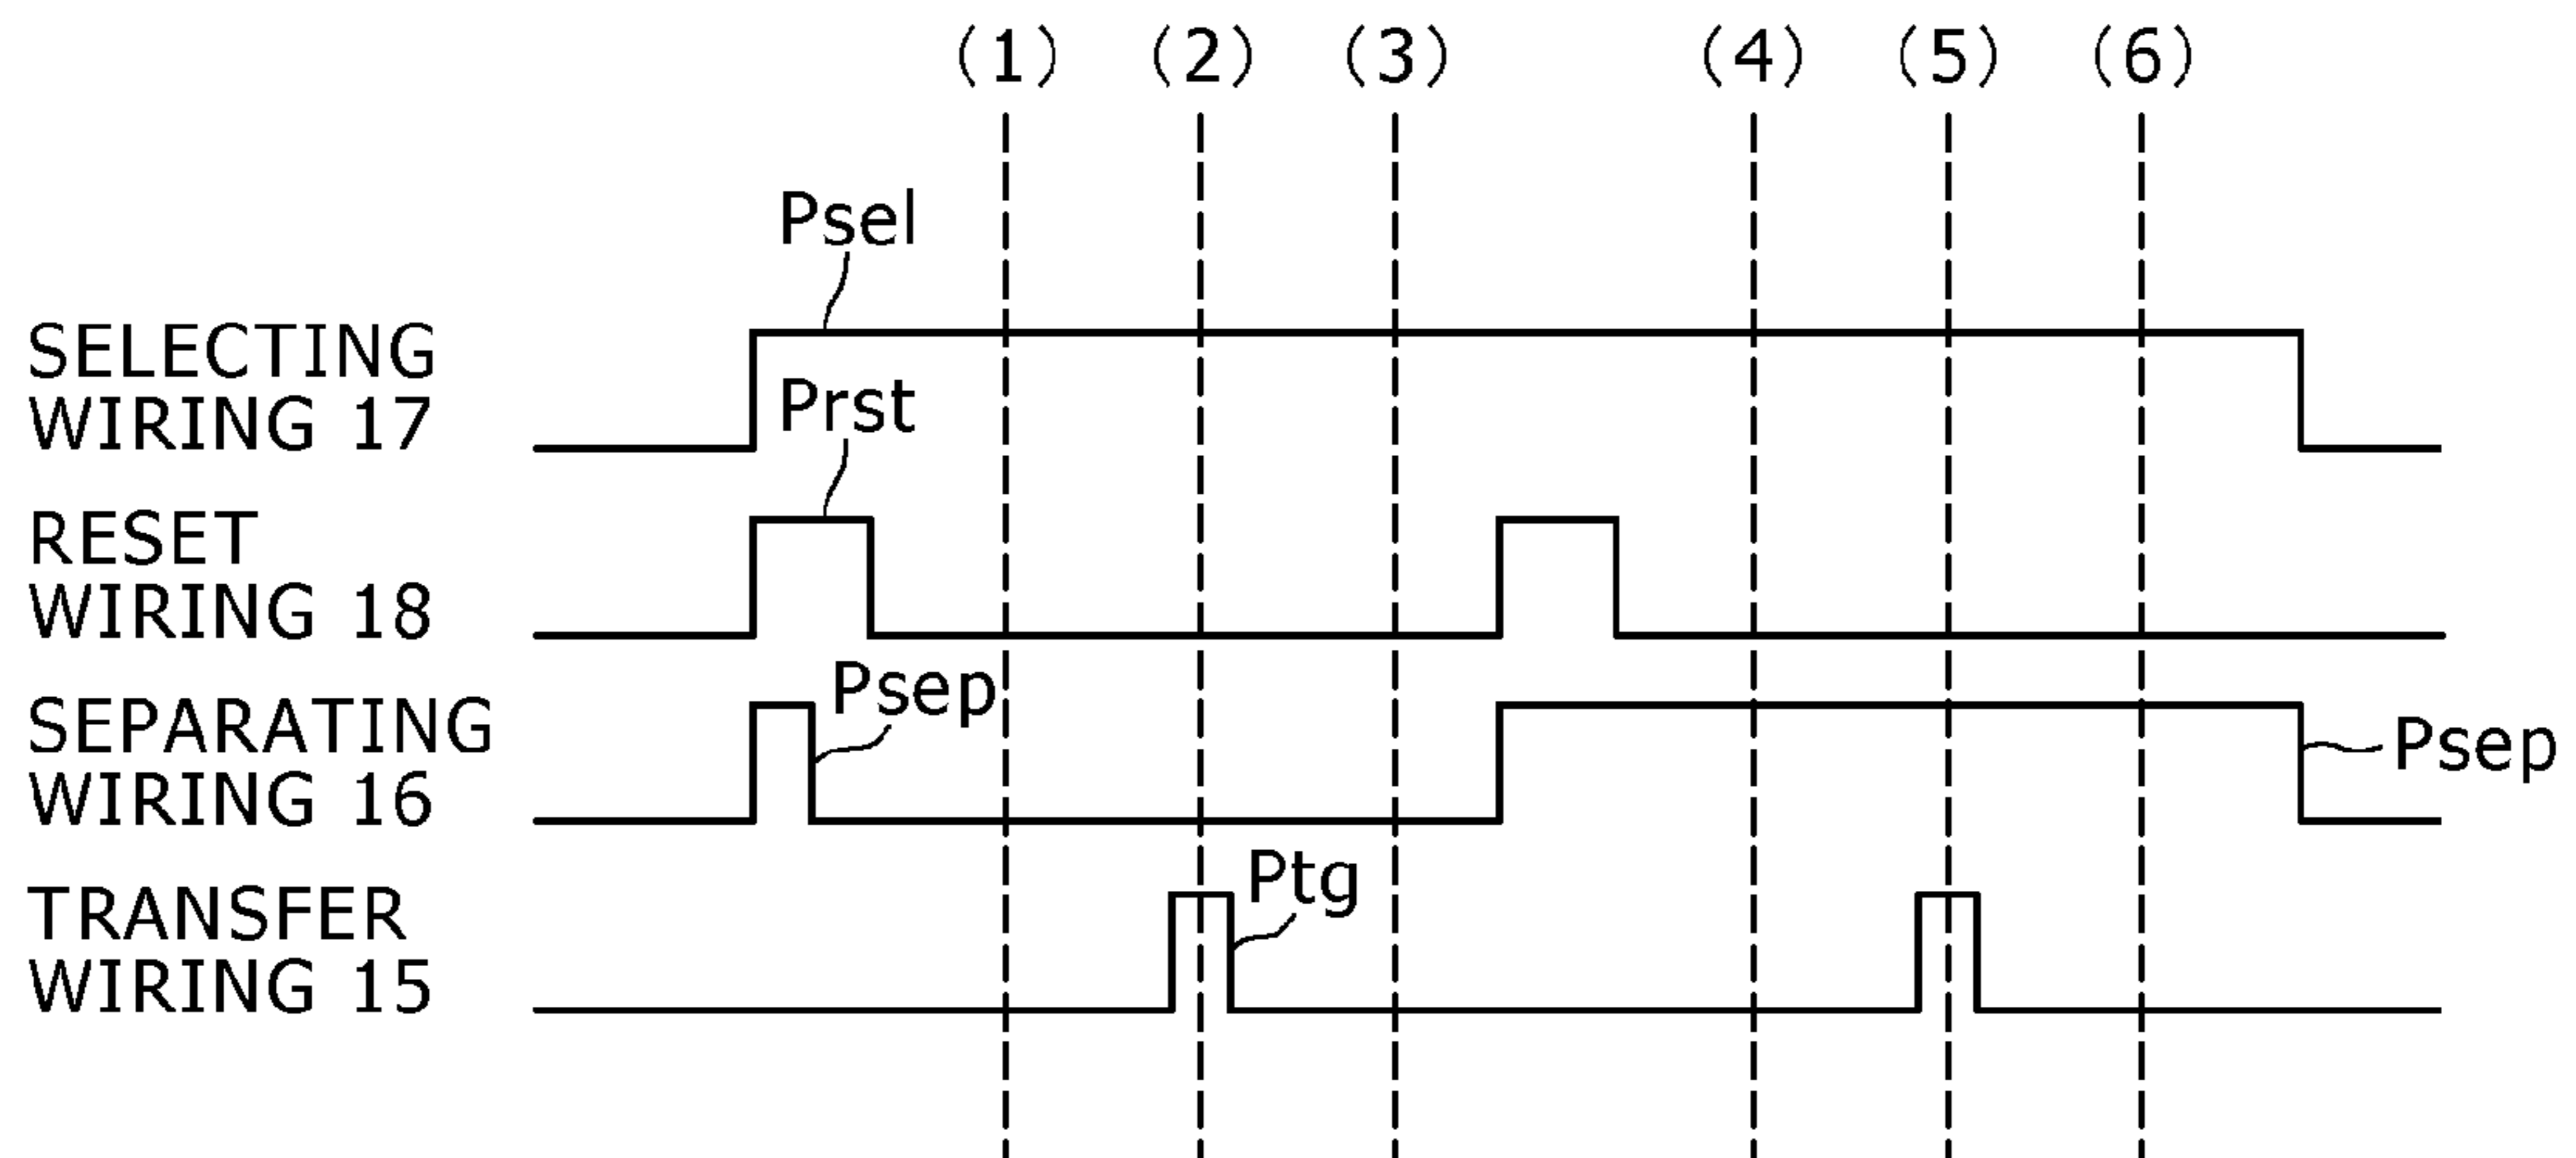 (1) (2) (3) (4) (5) (6)
Psel
SELECTING
WIRING 17
Prst
RESET
WIRING 18
Psep
SEPARATING
WIRING 16
Psep
Ptg
TRANSFER
WIRING 15